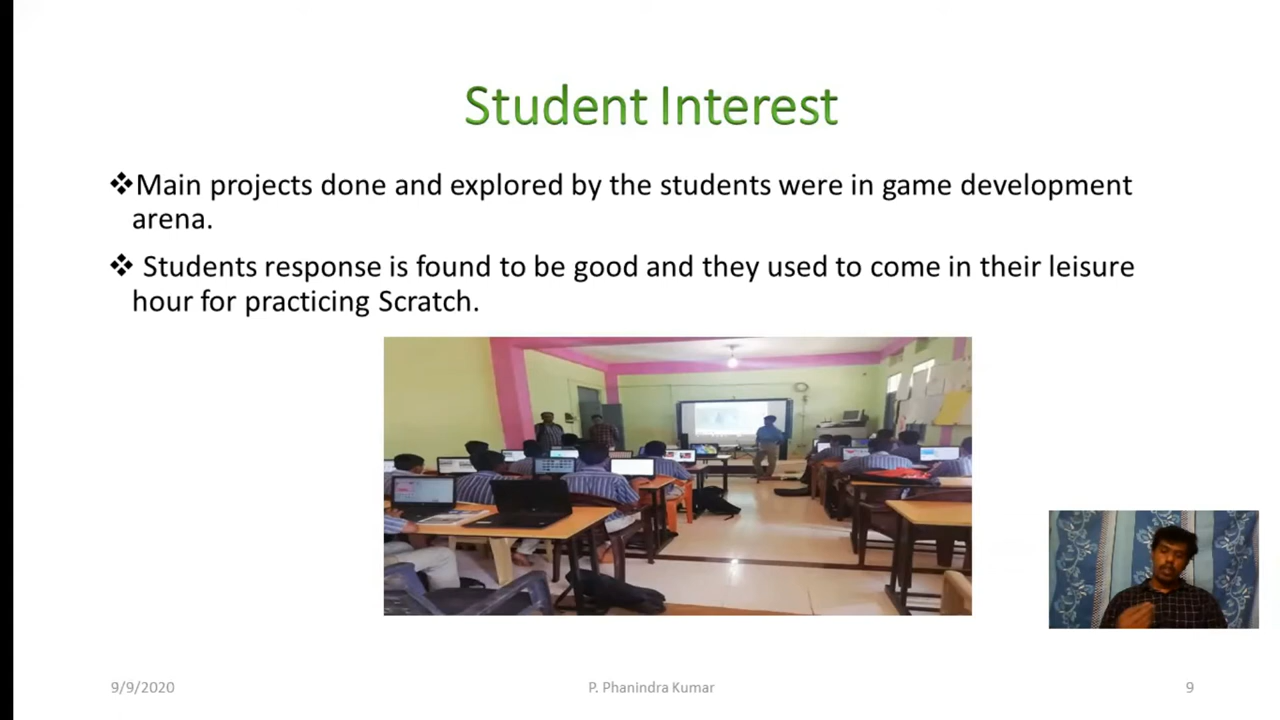 Student Interest
❖Main projects done and explored by the students were in game development
arena.
❖ Students response is found to be good and they used to come in their leisure
hour for practicing Scratch.
9/9/2020
P. Phanindra Kumar
9